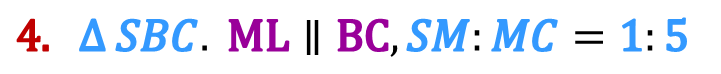 4. Δ SBC. ML ∥ BC, SM: MC = 1: 5